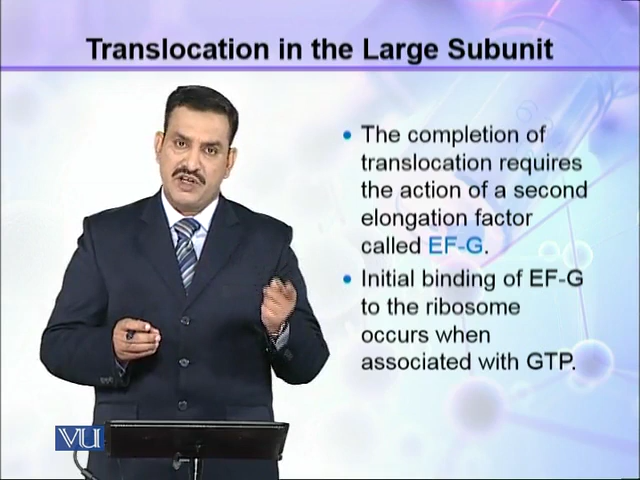 Translocation in the Large Subunit
• The completion of
translocation requires
the action of a second
elongation factor
called EF-G.
• Initial binding of EF-G
to the ribosome
occurs when
associated with GTP.
VU